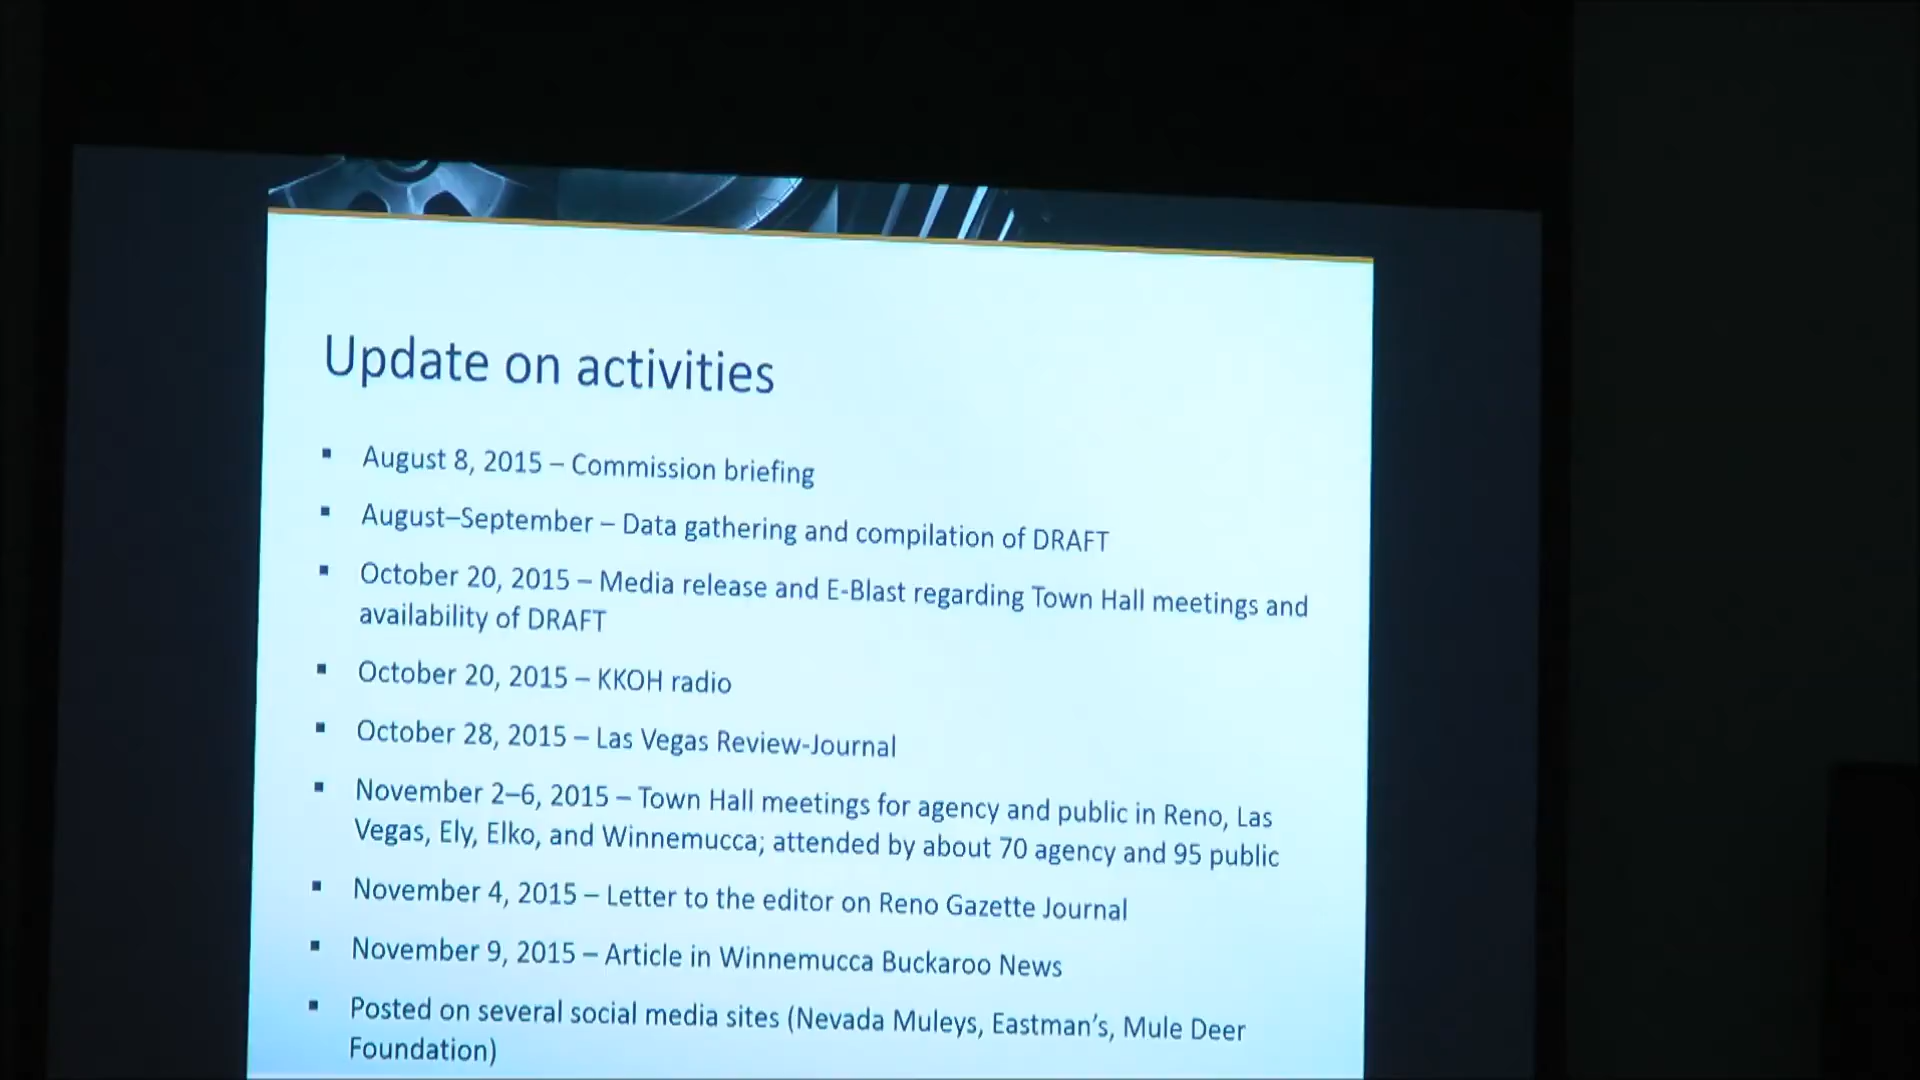 Update on activities
▪ August 8, 2015 – Commission briefing
▪ August–September – Data gathering and compilation of DRAFT
▪ October 20, 2015 – Media release and E-Blast regarding Town Hall meetings and
availability of DRAFT
▪ October 20, 2015 – KKOH radio
▪ October 28, 2015 – Las Vegas Review-Journal
▪ November 2–6, 2015 – Town Hall meetings for agency and public in Reno, Las
Vegas, Ely, Elko, and Winnemucca; attended by about 70 agency and 95 public
▪ November 4, 2015 – Letter to the editor on Reno Gazette Journal
▪ November 9, 2015 – Article in Winnemucca Buckaroo News
▪ Posted on several social media sites (Nevada Muleys, Eastman's, Mule Deer
Foundation)